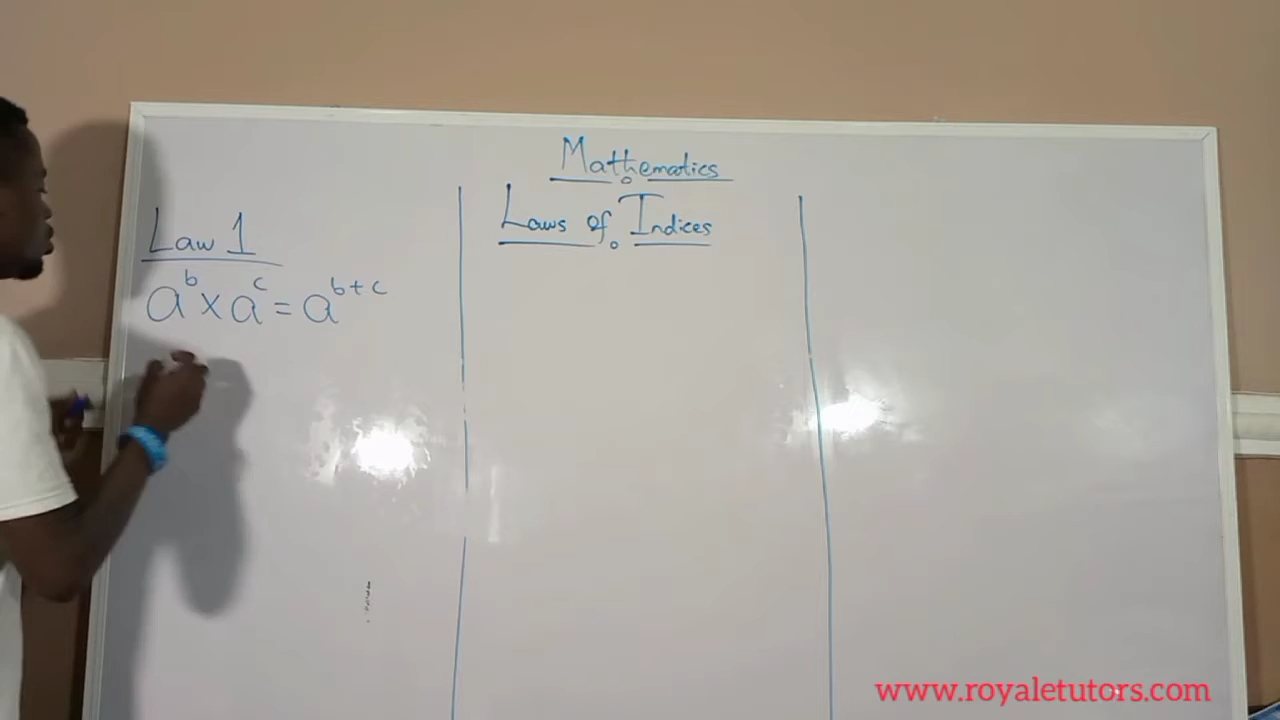 Mathematics
Laws of Indices
Law 1
a^b × a^c = a^{b+c}
www.royaletutors.com